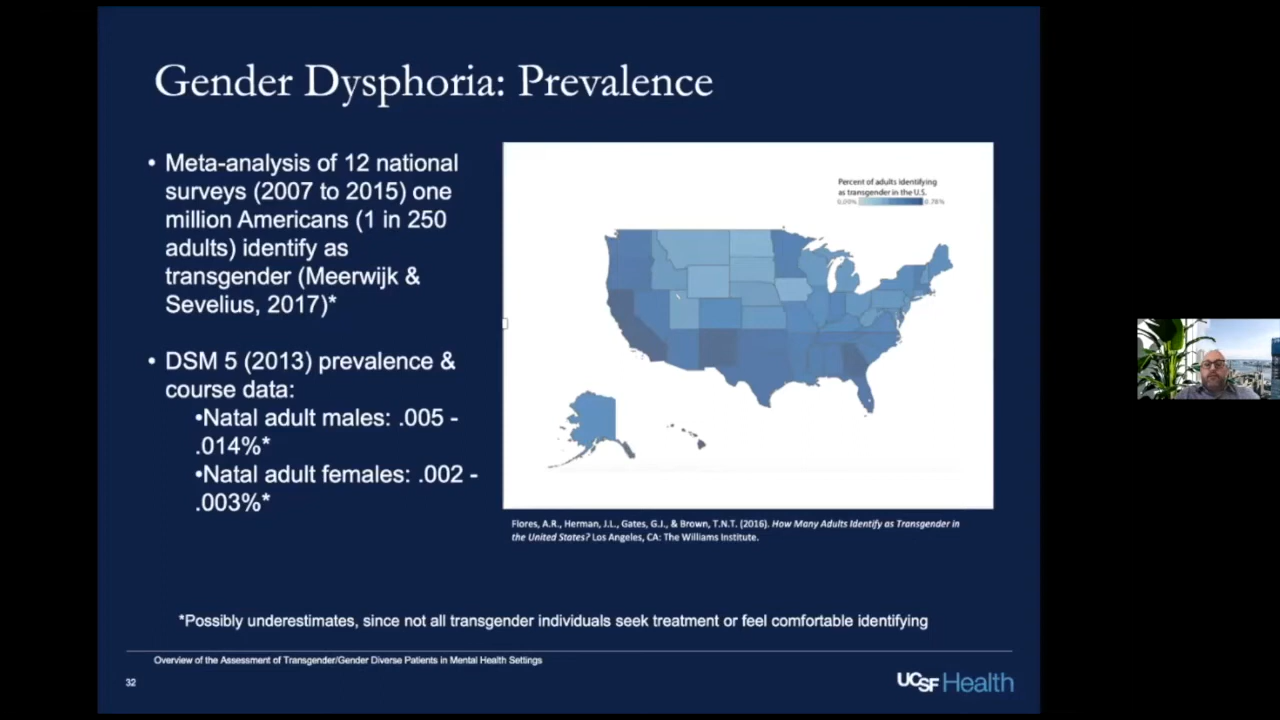 Gender Dysphoria: Prevalence
• Meta-analysis of 12 national
surveys (2007 to 2015) one
million Americans (1 in 250
adults) identify as
transgender (Meerwijk &
Sevelius, 2017)*
• DSM 5 (2013) prevalence &
course data:
•Natal adult males: .005 -
.014%*
•Natal adult females: .002 -
.003%*
Percent of adults identifying
as transgender in the U.S.
0.00% 0.78%
Flores, A.R., Herman, J.L., Gates, G.J., & Brown, T.N.T. (2016). How Many Adults Identify as Transgender in
the United States? Los Angeles, CA: The Williams Institute.
*Possibly underestimates, since not all transgender individuals seek treatment or feel comfortable identifying
Overview of the Assessment of Transgender/Gender Diverse Patients in Mental Health Settings
32
UCSF Health